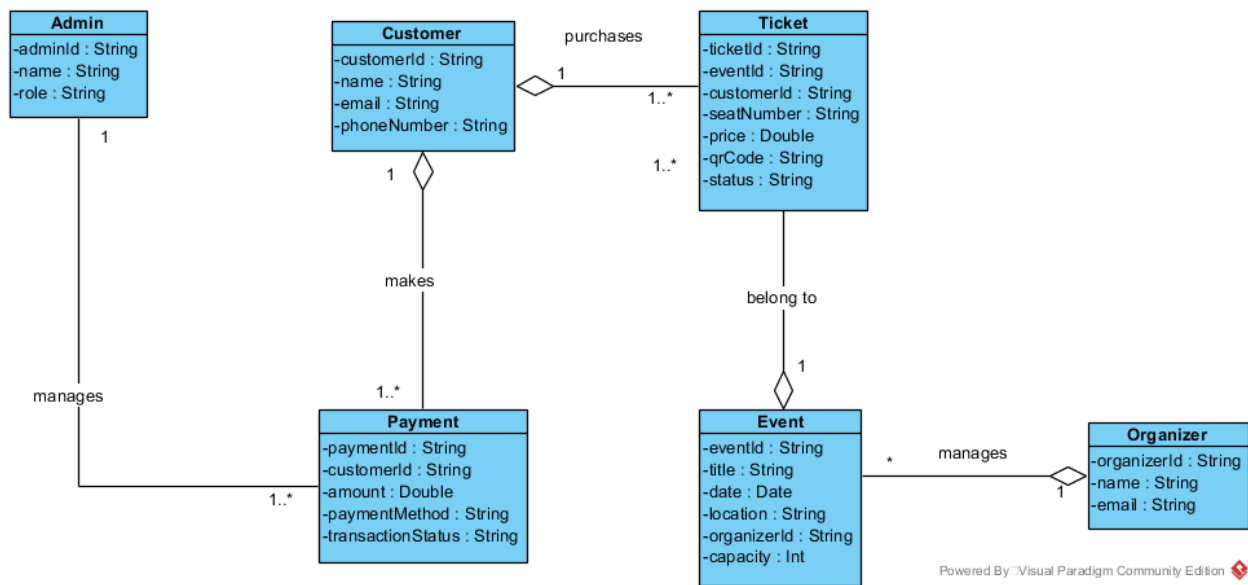 Admin
-adminId : String
-name : String
-role : String
1
manages
1..*
Customer
-customerId : String
-name : String
-email : String
-phoneNumber : String
1
purchases
1..*
1
makes
1..*
Ticket
-ticketId : String
-eventId : String
-customerId : String
-seatNumber : String
-price : Double
-qrCode : String
-status : String
1..*
belong to
1
Payment
-paymentId : String
-customerId : String
-amount : Double
-paymentMethod : String
-transactionStatus : String
Event
-eventId : String
-title : String
-date : Date
-location : String
-organizerId : String
-capacity : Int
*
manages
1
Organizer
-organizerId : String
-name : String
-email : String
Powered By Visual Paradigm Community Edition